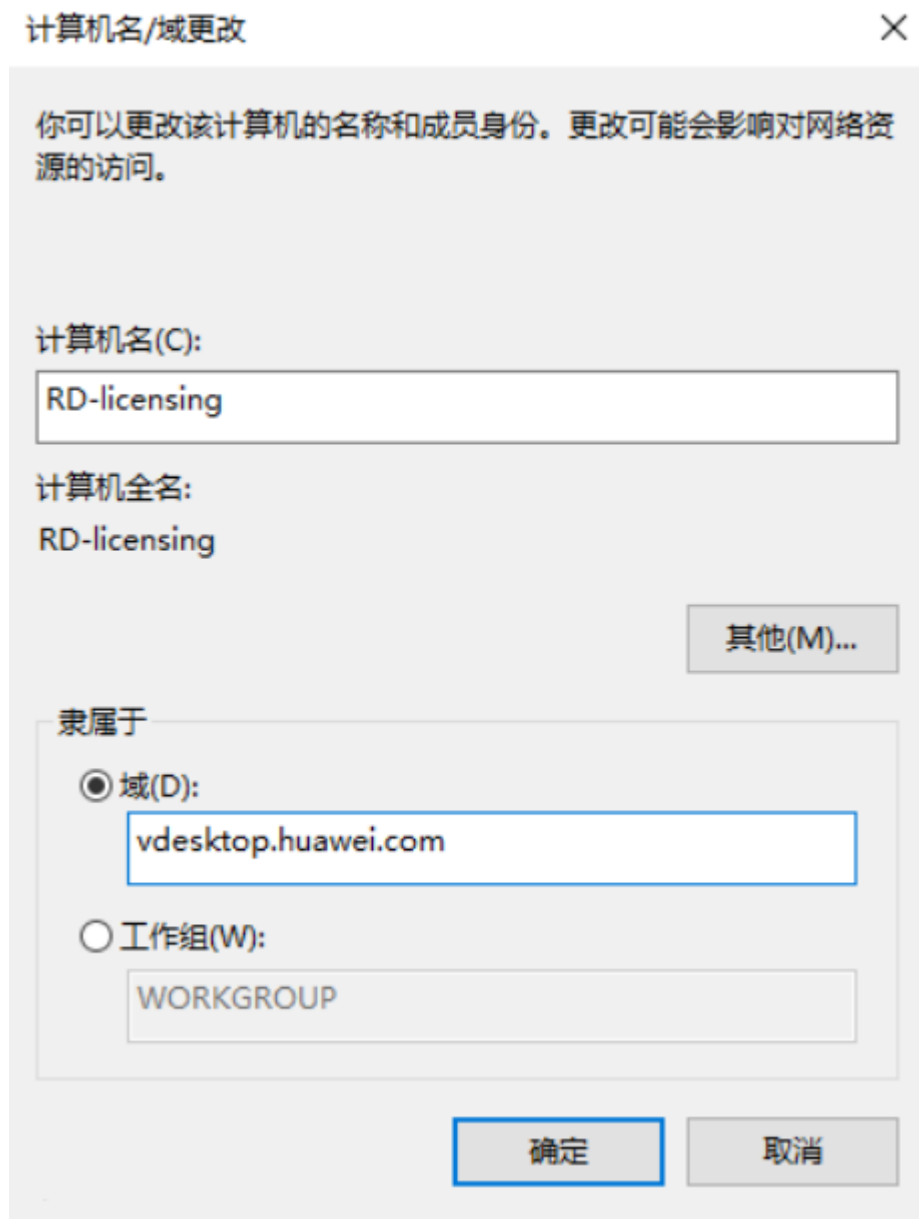 计算机名/域更改
你可以更改该计算机的名称和成员身份。更改可能会影响对网络资
源的访问。
计算机名(C):
RD-licensing
计算机全名:
RD-licensing
其他(M)...
隶属于
域(D):
vdesktop.huawei.com
工作组(W):
WORKGROUP
确定
取消